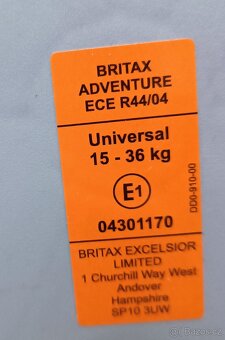 BRITAX
ADVENTURE
ECE R44/04
Universal
15 - 36 kg
E1
04301170
DD0-910-00
BRITAX EXCELSIOR
LIMITED
1 Churchill Way West
Andover
Hampshire
SP10 3UW